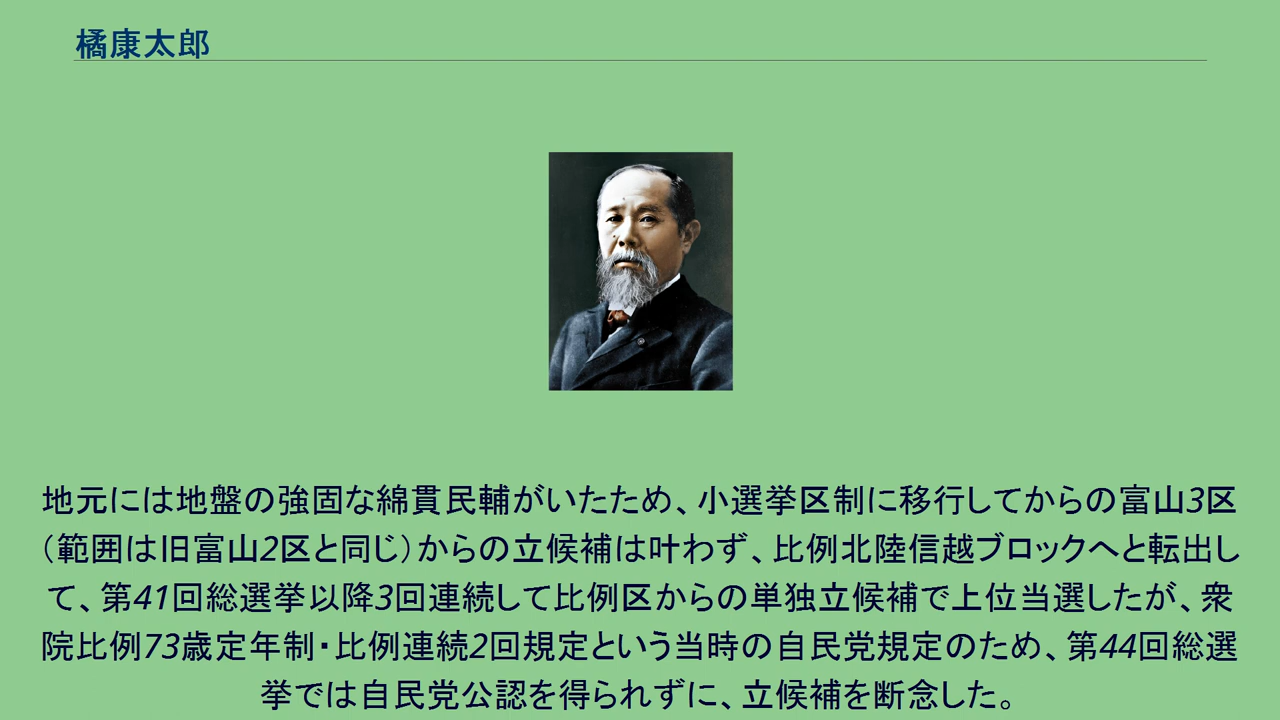 橘康太郎
地元には地盤の強固な綿貫民輔がいたため、小選挙区制に移行してからの富山3区
（範囲は旧富山2区と同じ）からの立候補は叶わず、比例北陸信越ブロックへと転出し
て、第41回総選挙以降3回連続して比例区からの単独立候補で上位当選したが、衆
院比例73歳定年制・比例連続2回規定という当時の自民党規定のため、第44回総選
挙では自民党公認を得られずに、立候補を断念した。